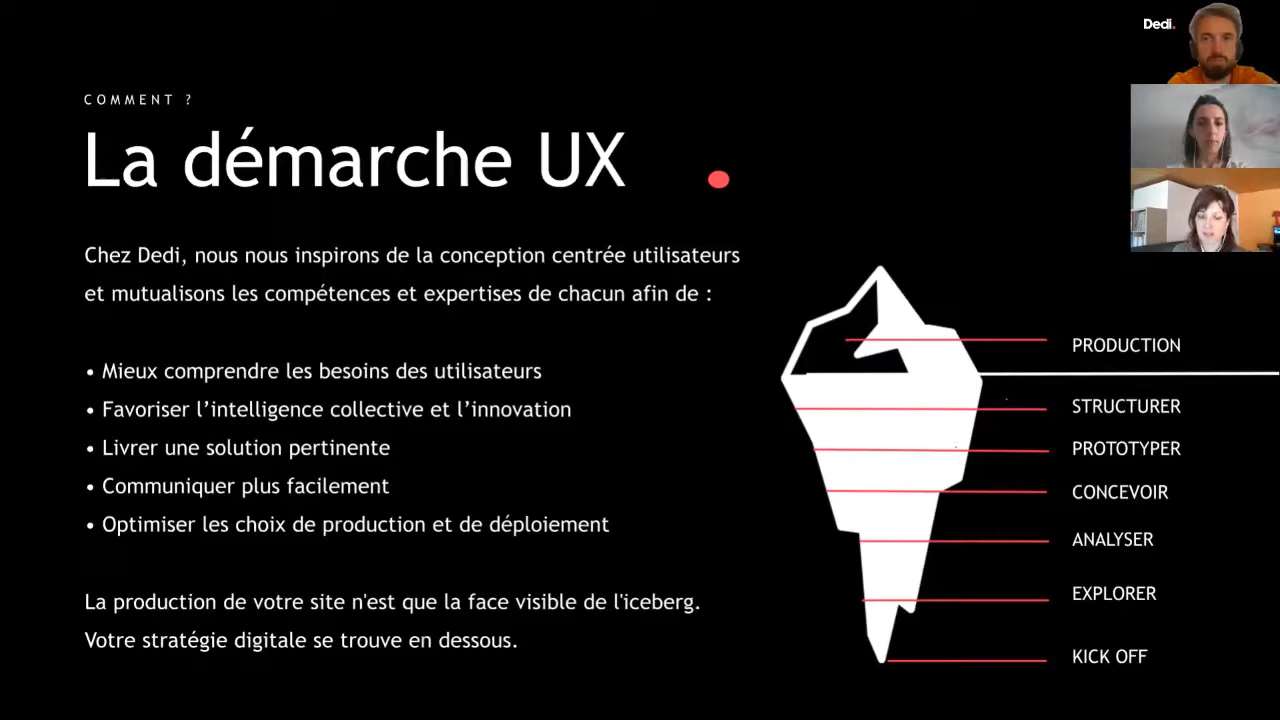 Dedi.
COMMENT ?
La démarche UX
Chez Dedi, nous nous inspirons de la conception centrée utilisateurs
et mutualisons les compétences et expertises de chacun afin de :
• Mieux comprendre les besoins des utilisateurs
• Favoriser l’intelligence collective et l’innovation
• Livrer une solution pertinente
• Communiquer plus facilement
• Optimiser les choix de production et de déploiement
La production de votre site n'est que la face visible de l'iceberg.
Votre stratégie digitale se trouve en dessous.
PRODUCTION
STRUCTURER
PROTOTYPER
CONCEVOIR
ANALYSER
EXPLORER
KICK OFF